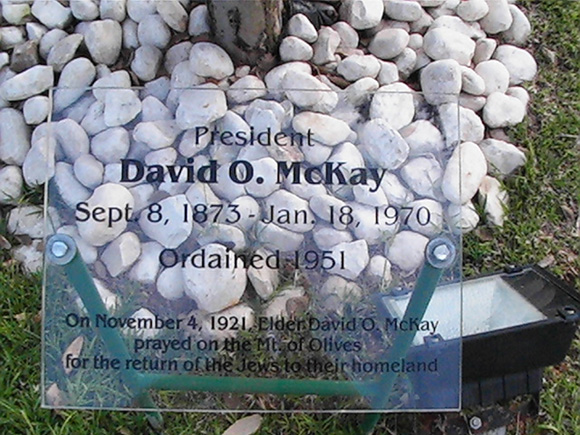 President
David O. McKay
Sept. 8, 1873 - Jan. 18, 1970
Ordained 1951
On November 4, 1921, Elder David O. McKay
prayed on the Mt. of Olives
for the return of the Jews to their homeland